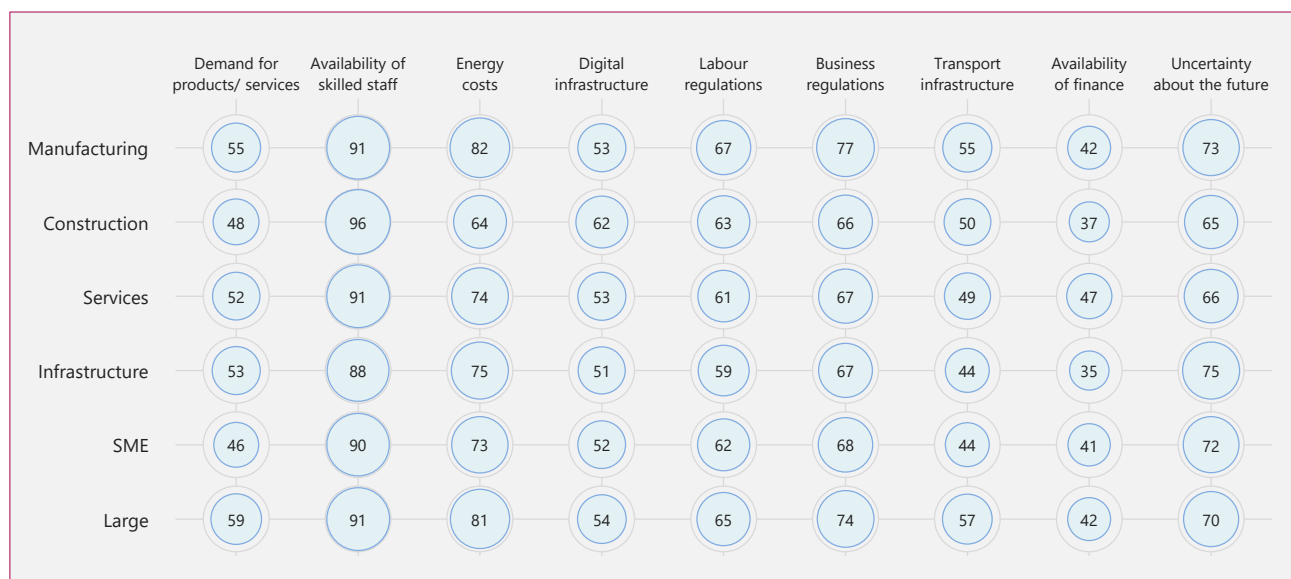 Demand for products/ services
Availability of skilled staff
Energy costs
Digital infrastructure
Labour regulations
Business regulations
Transport infrastructure
Availability of finance
Uncertainty about the future
Manufacturing 55 91 82 53 67 77 55 42 73
Construction 48 96 64 62 63 66 50 37 65
Services 52 91 74 53 61 67 49 47 66
Infrastructure 53 88 75 51 59 67 44 35 75
SME 46 90 73 52 62 68 44 41 72
Large 59 91 81 54 65 74 57 42 70